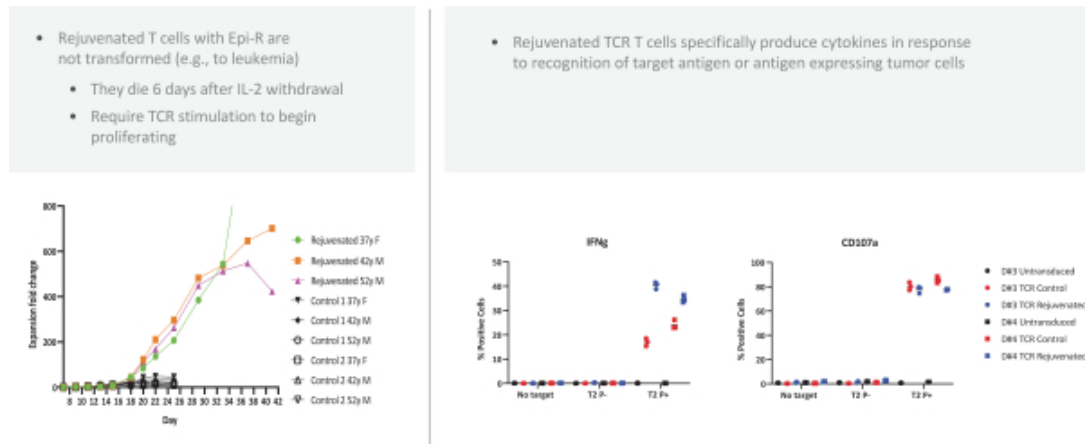 • Rejuvenated T cells with Epi-R are
not transformed (e.g., to leukemia)
• They die 6 days after IL-2 withdrawal
• Require TCR stimulation to begin
proliferating
• Rejuvenated TCR T cells specifically produce cytokines in response
to recognition of target antigen or antigen expressing tumor cells
Expansion fold change
800
600
400
200
0
8 10 12 14 16 18 20 22 24 26 28 30 32 34 36 38 40 42
Day
Rejuvenated 37y F
Rejuvenated 42y M
Rejuvenated 52y M
Control 1 37y F
Control 1 42y M
Control 1 52y M
Control 2 37y F
Control 2 42y M
Control 2 52y M
IFNg
% Positive Cells
50
40
30
20
10
0
No target T2 P- T2 P+
CD107a
% Positive Cells
100
80
60
40
20
0
No target T2 P- T2 P+
D#3 Untransduced
D#3 TCR Control
D#3 TCR Rejuvenated
D#4 Untransduced
D#4 TCR Control
D#4 TCR Rejuvenated